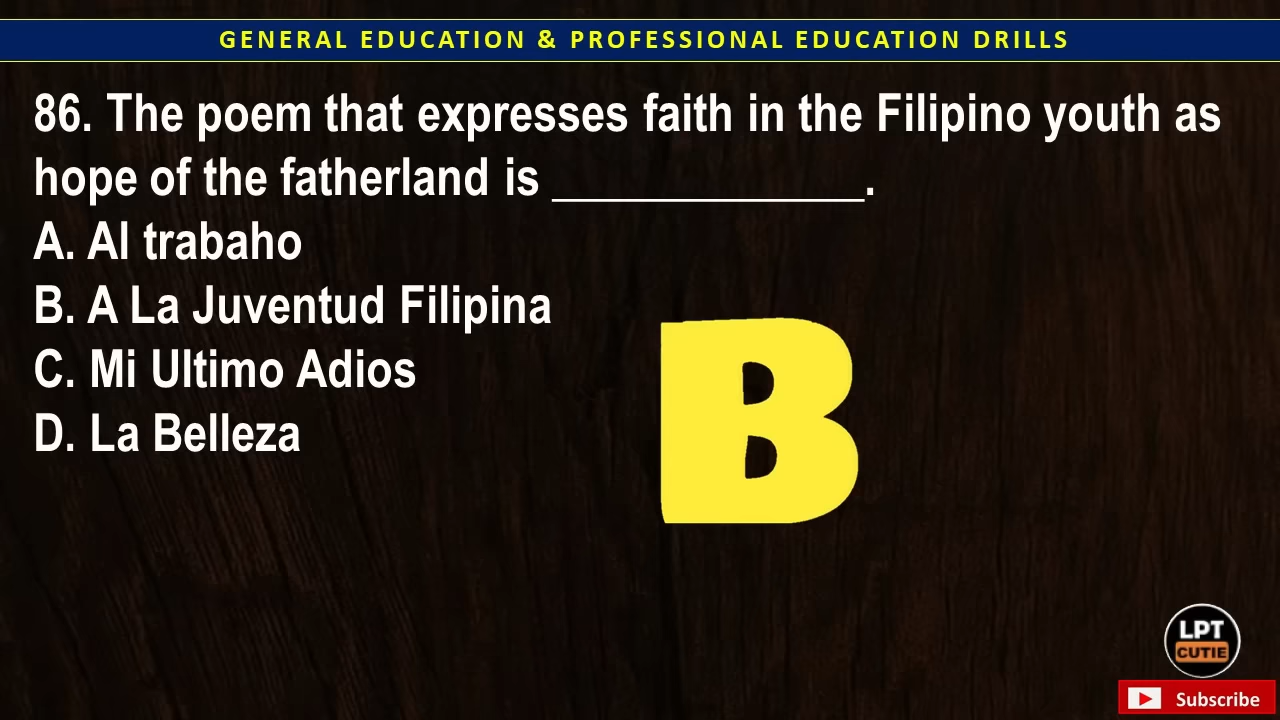 GENERAL EDUCATION & PROFESSIONAL EDUCATION DRILLS
86. The poem that expresses faith in the Filipino youth as
hope of the fatherland is ____________.
A. Al trabaho
B. A La Juventud Filipina
C. Mi Ultimo Adios
D. La Belleza
B
LPT
CUTIE
Subscribe